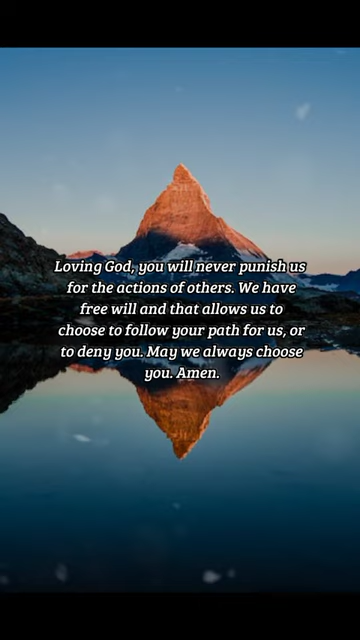 Loving God, you will never punish us
for the actions of others. We have
free will and that allows us to
choose to follow your path for us, or
to deny you. May we always choose
you. Amen.